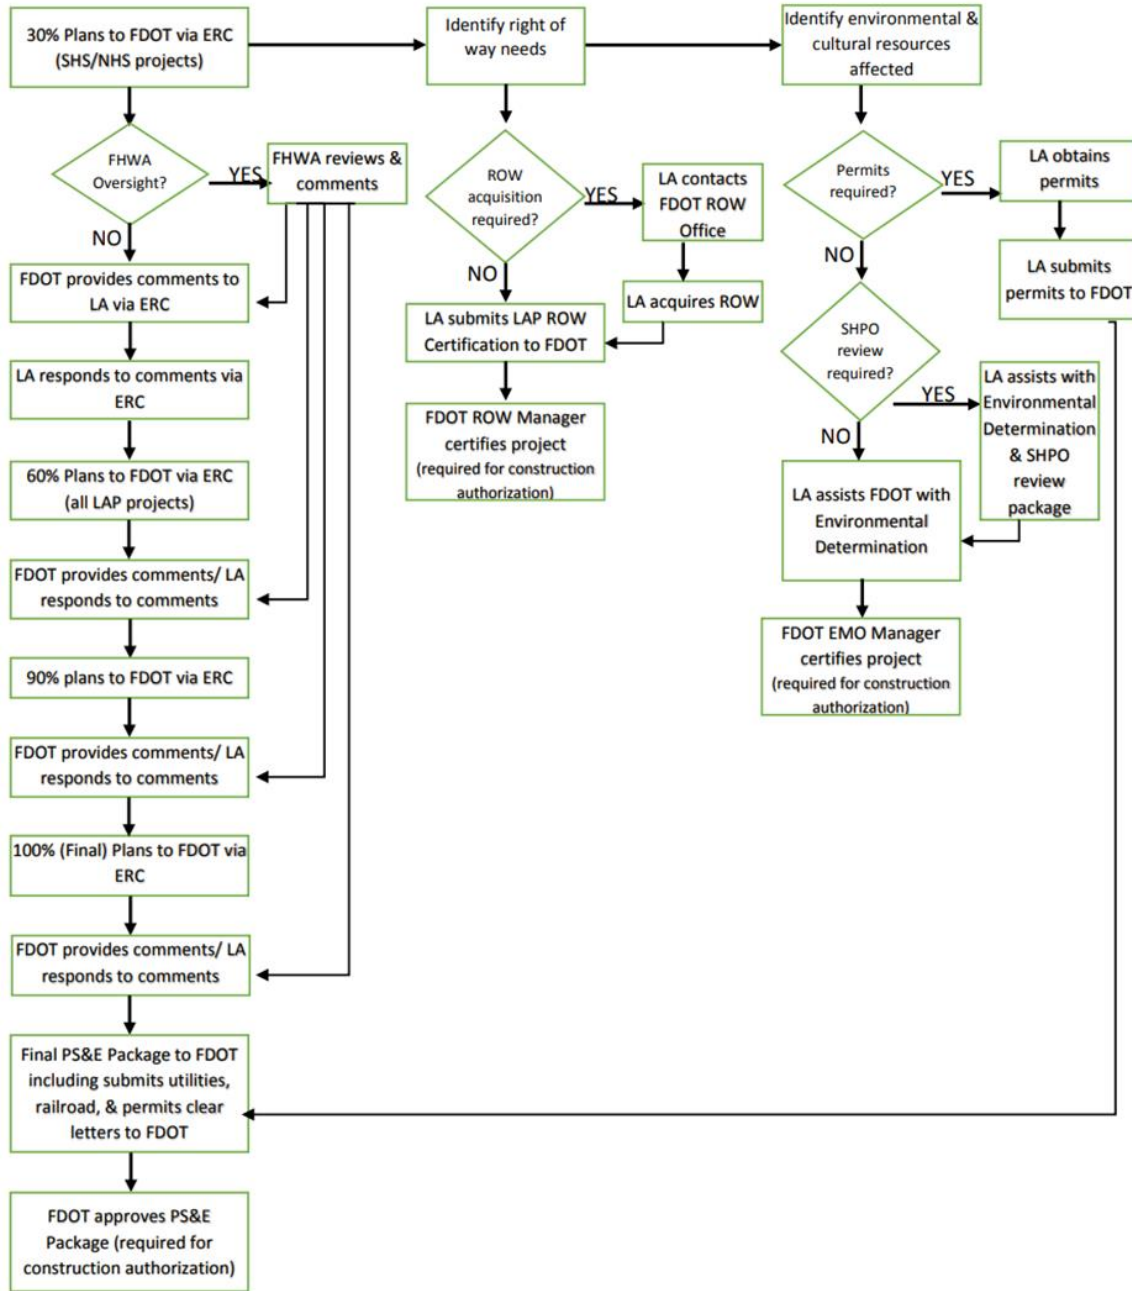 30% Plans to FDOT via ERC
(SHS/NHS projects)
Identify right of
way needs
Identify environmental &
cultural resources
affected
FHWA
Oversight?
YES
FHWA reviews &
comments
NO
ROW
acquisition
required?
YES
LA contacts
FDOT ROW
Office
NO
LA acquires ROW
Permits
required?
YES
LA obtains
permits
NO
LA submits
permits to FDOT
FDOT provides comments to
LA via ERC
LA submits LAP ROW
Certification to FDOT
SHPO
review
required?
YES
LA assists with
Environmental
Determination
& SHPO
review
package
NO
LA responds to comments via
ERC
FDOT ROW Manager
certifies project
(required for construction
authorization)
60% Plans to FDOT via ERC
(all LAP projects)
LA assists FDOT with
Environmental
Determination
FDOT provides comments/ LA
responds to comments
FDOT EMO Manager
certifies project
(required for construction
authorization)
90% plans to FDOT via ERC
FDOT provides comments/ LA
responds to comments
100% (Final) Plans to FDOT via
ERC
FDOT provides comments/ LA
responds to comments
Final PS&E Package to FDOT
including submits utilities,
railroad, & permits clear
letters to FDOT
FDOT approves PS&E
Package (required for
construction authorization)